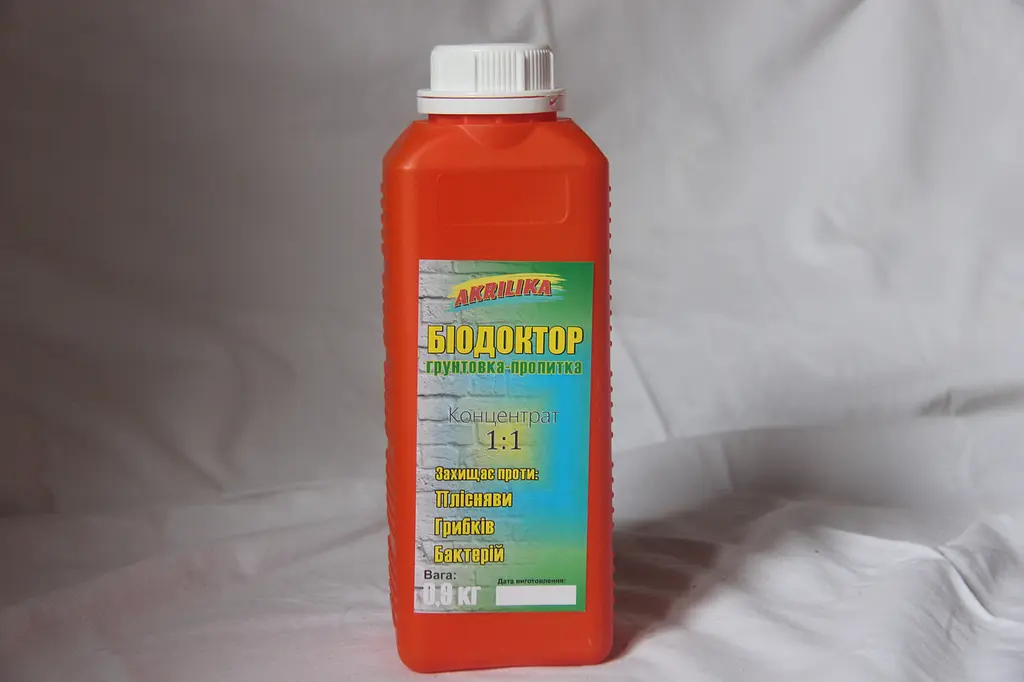 AKRILIKA
БІОДОКТОР
грунтовка-пропитка
Концентрат
1:1
Захищає проти:
Плісняви
Грибків
Бактерій
Вага:
0,9 кг
Дата виготовлення: